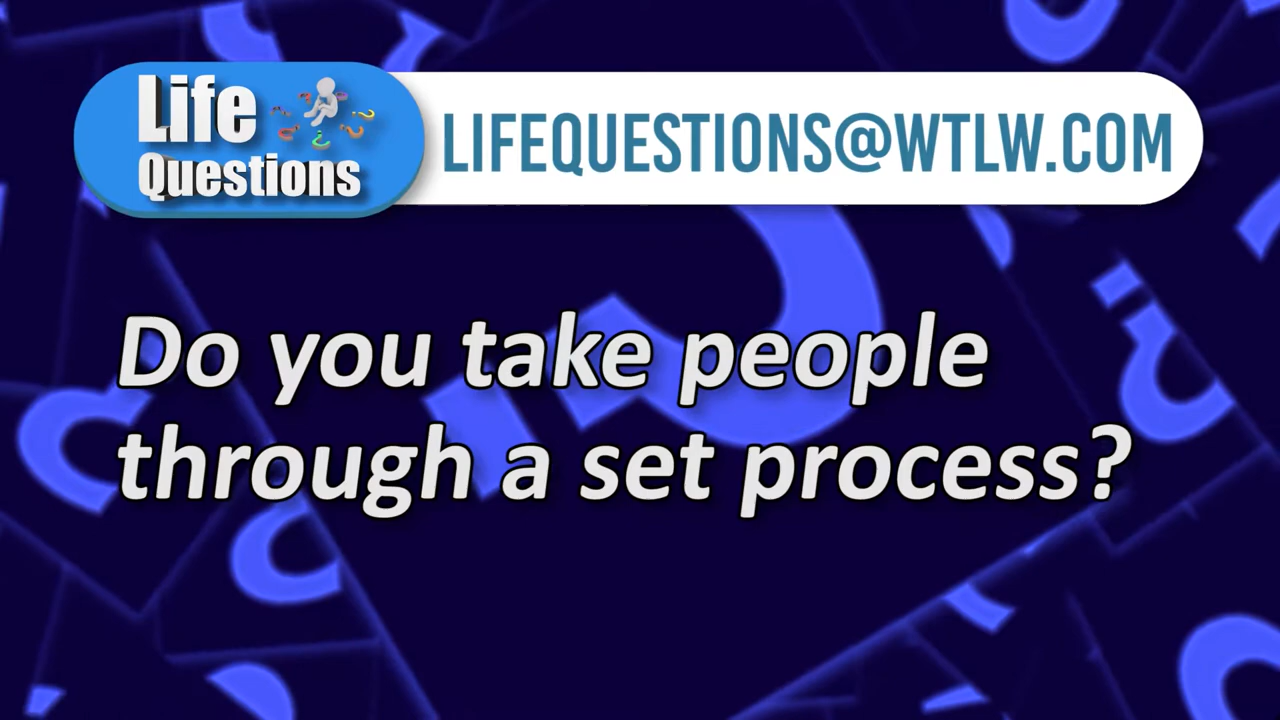 Life
Questions
LIFEQUESTIONS@WTLW.COM
Do you take people
through a set process?